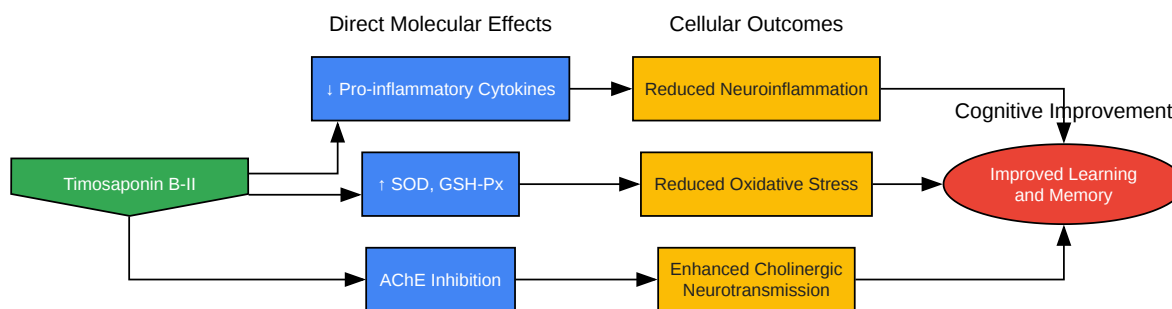 Direct Molecular Effects
Cellular Outcomes
↓ Pro-inflammatory Cytokines
Reduced Neuroinflammation
Cognitive Improvement
Timosaponin B-II
↑ SOD, GSH-Px
Reduced Oxidative Stress
Improved Learning
and Memory
AChE Inhibition
Enhanced Cholinergic
Neurotransmission